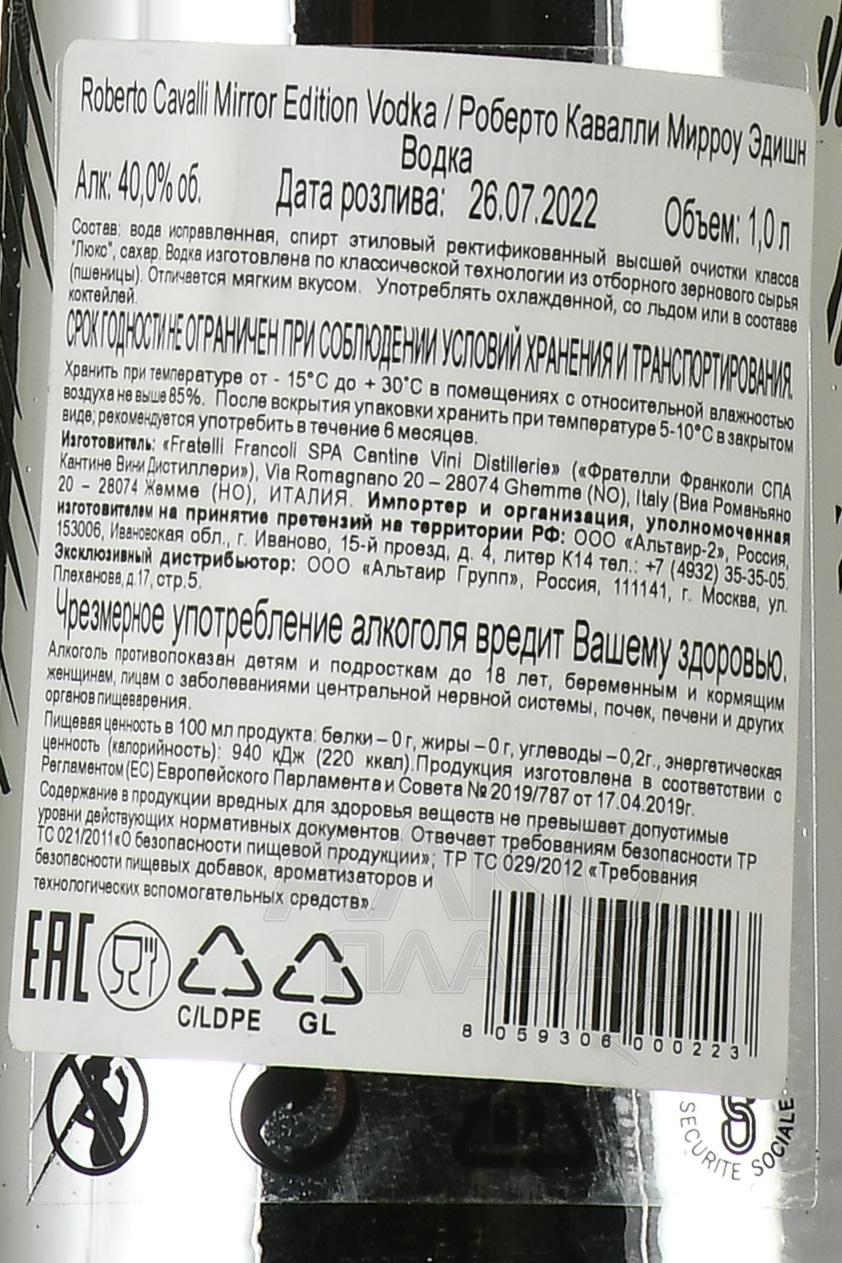 Roberto Cavalli Mirror Edition Vodka / Роберто Кавалли Мирроу Эдишн
Водка
Алк: 40,0% об. Дата розлива: 26.07.2022 Объем: 1,0 л
Состав: вода исправленная, спирт этиловый ректификованный высшей очистки класса
"Люкс", сахар. Водка изготовлена по классической технологии из отборного зернового сырья
(пшеницы). Отличается мягким вкусом. Употреблять охлажденной, со льдом или в составе
коктейлей.
СРОК ГОДНОСТИ НЕ ОГРАНИЧЕН ПРИ СОБЛЮДЕНИИ УСЛОВИЙ ХРАНЕНИЯ И ТРАНСПОРТИРОВАНИЯ.
Хранить при температуре от - 15°С до + 30°С в помещениях с относительной влажностью
воздуха не выше 85%. После вскрытия упаковки хранить при температуре 5-10°С в закрытом
виде; рекомендуется употребить в течение 6 месяцев.
Изготовитель: «Fratelli Francoli SPA Cantine Vini Distillerie» («Фрателли Франколи СПА
Кантине Вини Дистиллери»), Via Romagnano 20 – 28074 Ghemme (NO), Italy (Виа Романьяно
20 – 28074 Жемме (НО), ИТАЛИЯ. Импортер и организация, уполномоченная
изготовителем на принятие претензий на территории РФ: ООО «Альтаир-2», Россия,
153006, Ивановская обл., г. Иваново, 15-й проезд, д. 4, литер К14 тел.: +7 (4932) 35-35-05.
Эксклюзивный дистрибьютор: ООО «Альтаир Групп», Россия, 111141, г. Москва, ул.
Плеханова, д. 17, стр.5.
Чрезмерное употребление алкоголя вредит Вашему здоровью.
Алкоголь противопоказан детям и подросткам до 18 лет, беременным и кормящим
женщинам, лицам с заболеваниями центральной нервной системы, почек, печени и других
органов пищеварения.
Пищевая ценность в 100 мл продукта: белки – 0 г, жиры – 0 г, углеводы – 0,2г., энергетическая
ценность (калорийность): 940 кДж (220 ккал).Продукция изготовлена в соответствии с
Регламентом (ЕС) Европейского Парламента и Совета № 2019/787 от 17.04.2019г.
Содержание в продукции вредных для здоровья веществ не превышает допустимые
уровни действующих нормативных документов. Отвечает требованиям безопасности ТР
ТС 021/2011«О безопасности пищевой продукции»; ТР ТС 029/2012 «Требования
безопасности пищевых добавок, ароматизаторов и
технологических вспомогательных средств».
EAC
C/LDPE GL
8 059306 000223
SECURITE SOCIALE
АЛКО
ПЛАЗА